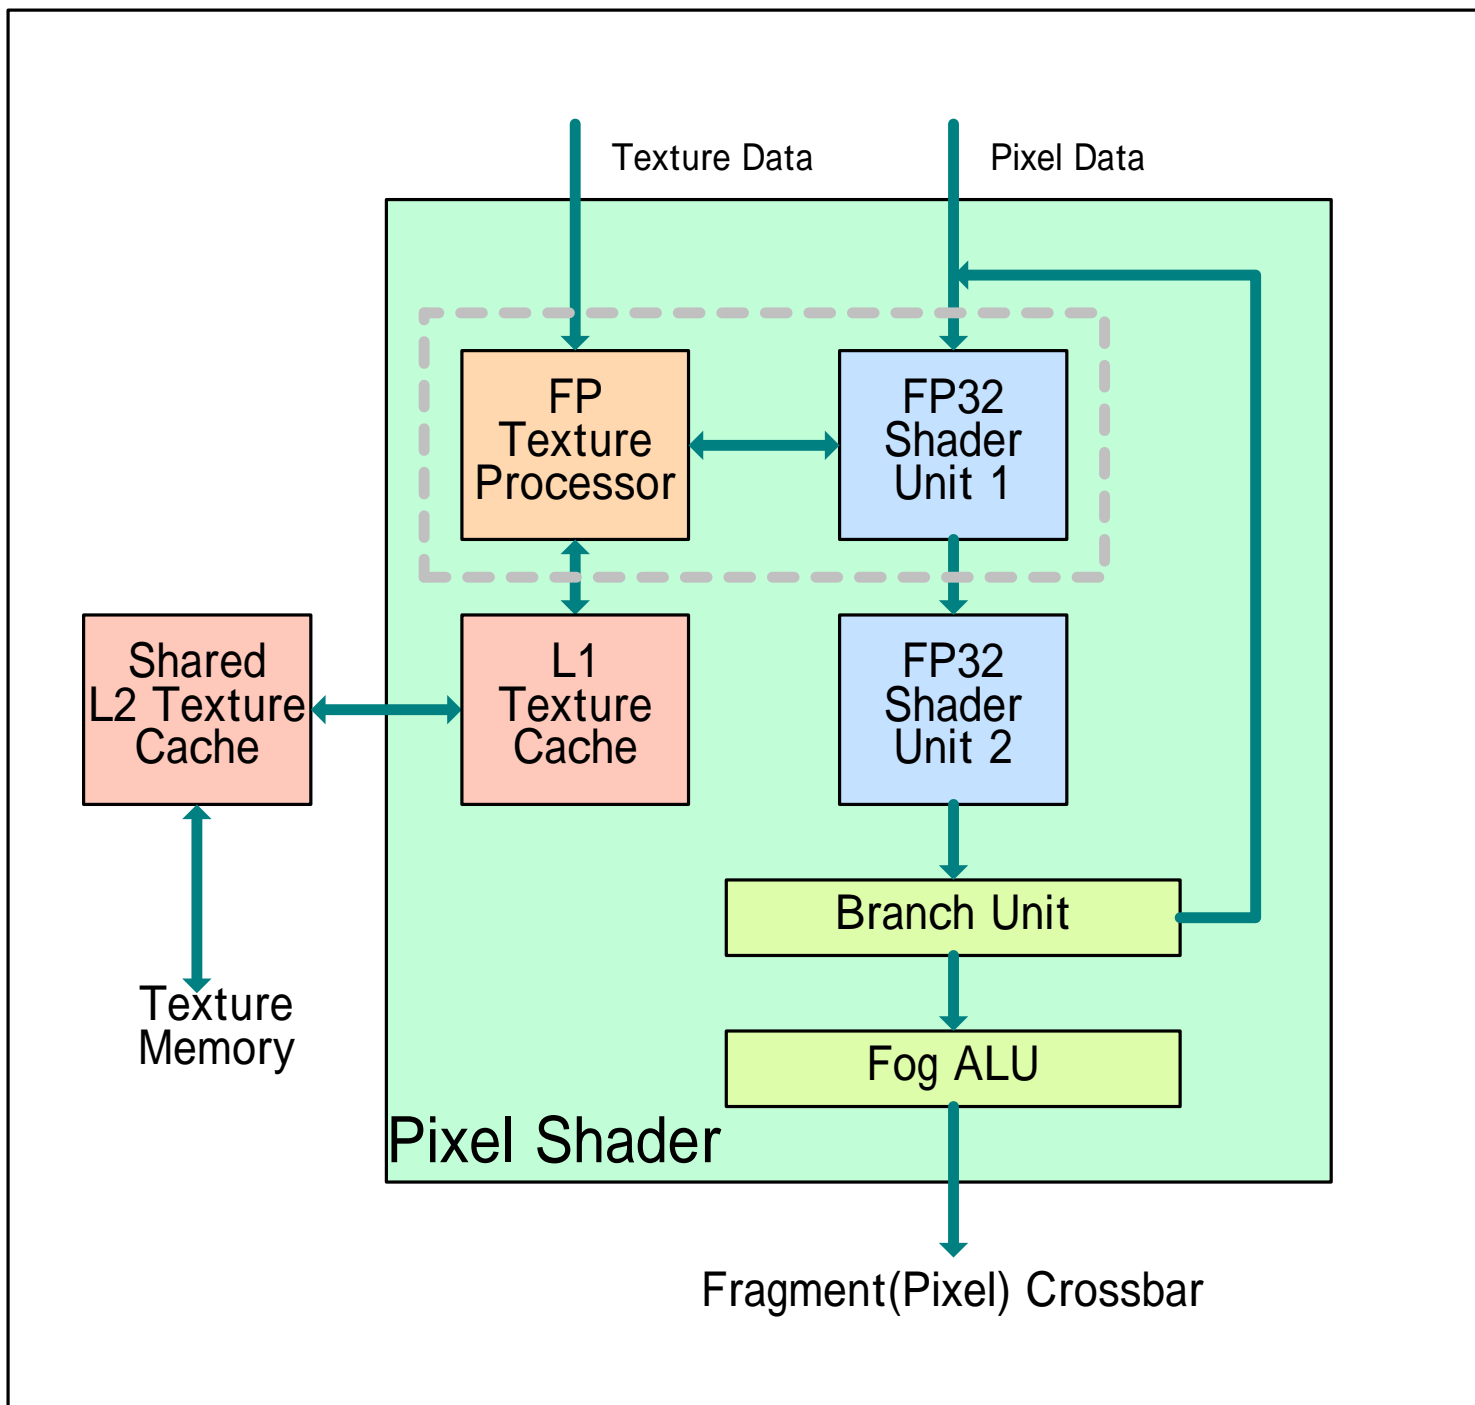 Texture Data
Pixel Data
FP
Texture
Processor
FP32
Shader
Unit 1
Shared
L2 Texture
Cache
L1
Texture
Cache
FP32
Shader
Unit 2
Branch Unit
Texture
Memory
Fog ALU
Pixel Shader
Fragment(Pixel) Crossbar